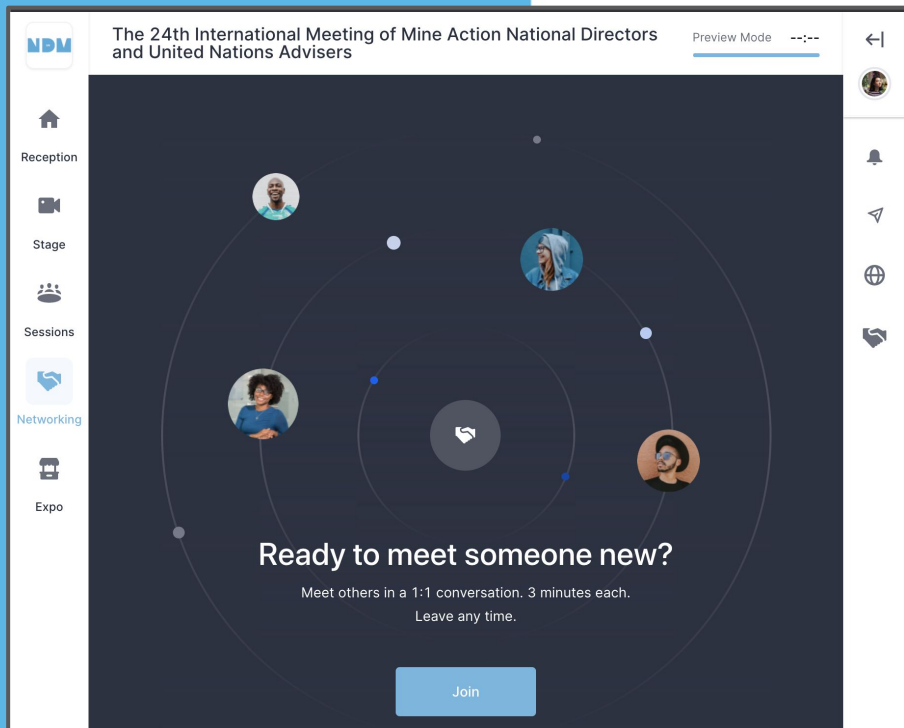 NDM
The 24th International Meeting of Mine Action National Directors
and United Nations Advisers
Preview Mode --:--
Reception
Stage
Sessions
Networking
Expo
Ready to meet someone new?
Meet others in a 1:1 conversation. 3 minutes each.
Leave any time.
Join